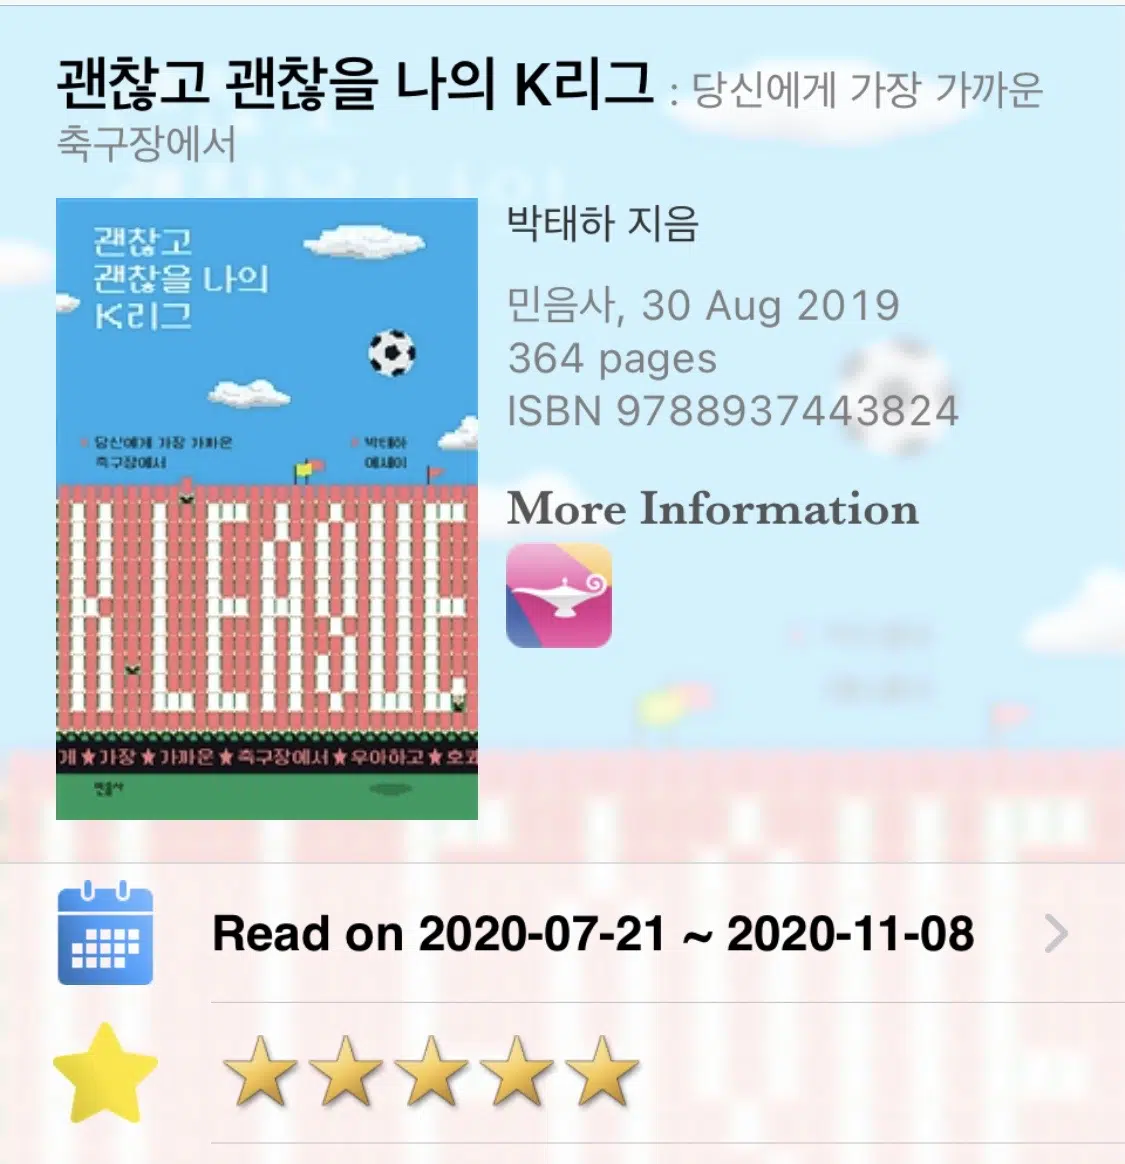 괜찮고 괜찮을 나의 K리그 : 당신에게 가장 가까운
축구장에서
괜찮고
괜찮을 나의
K리그
당신에게 가장 가까운
축구장에서
박태하
에세이
K LEAGUE
게★가장★가까운★축구장에서★우아하고★호쾌
민음사
박태하 지음
민음사, 30 Aug 2019
364 pages
ISBN 9788937443824
More Information
Read on 2020-07-21 ~ 2020-11-08